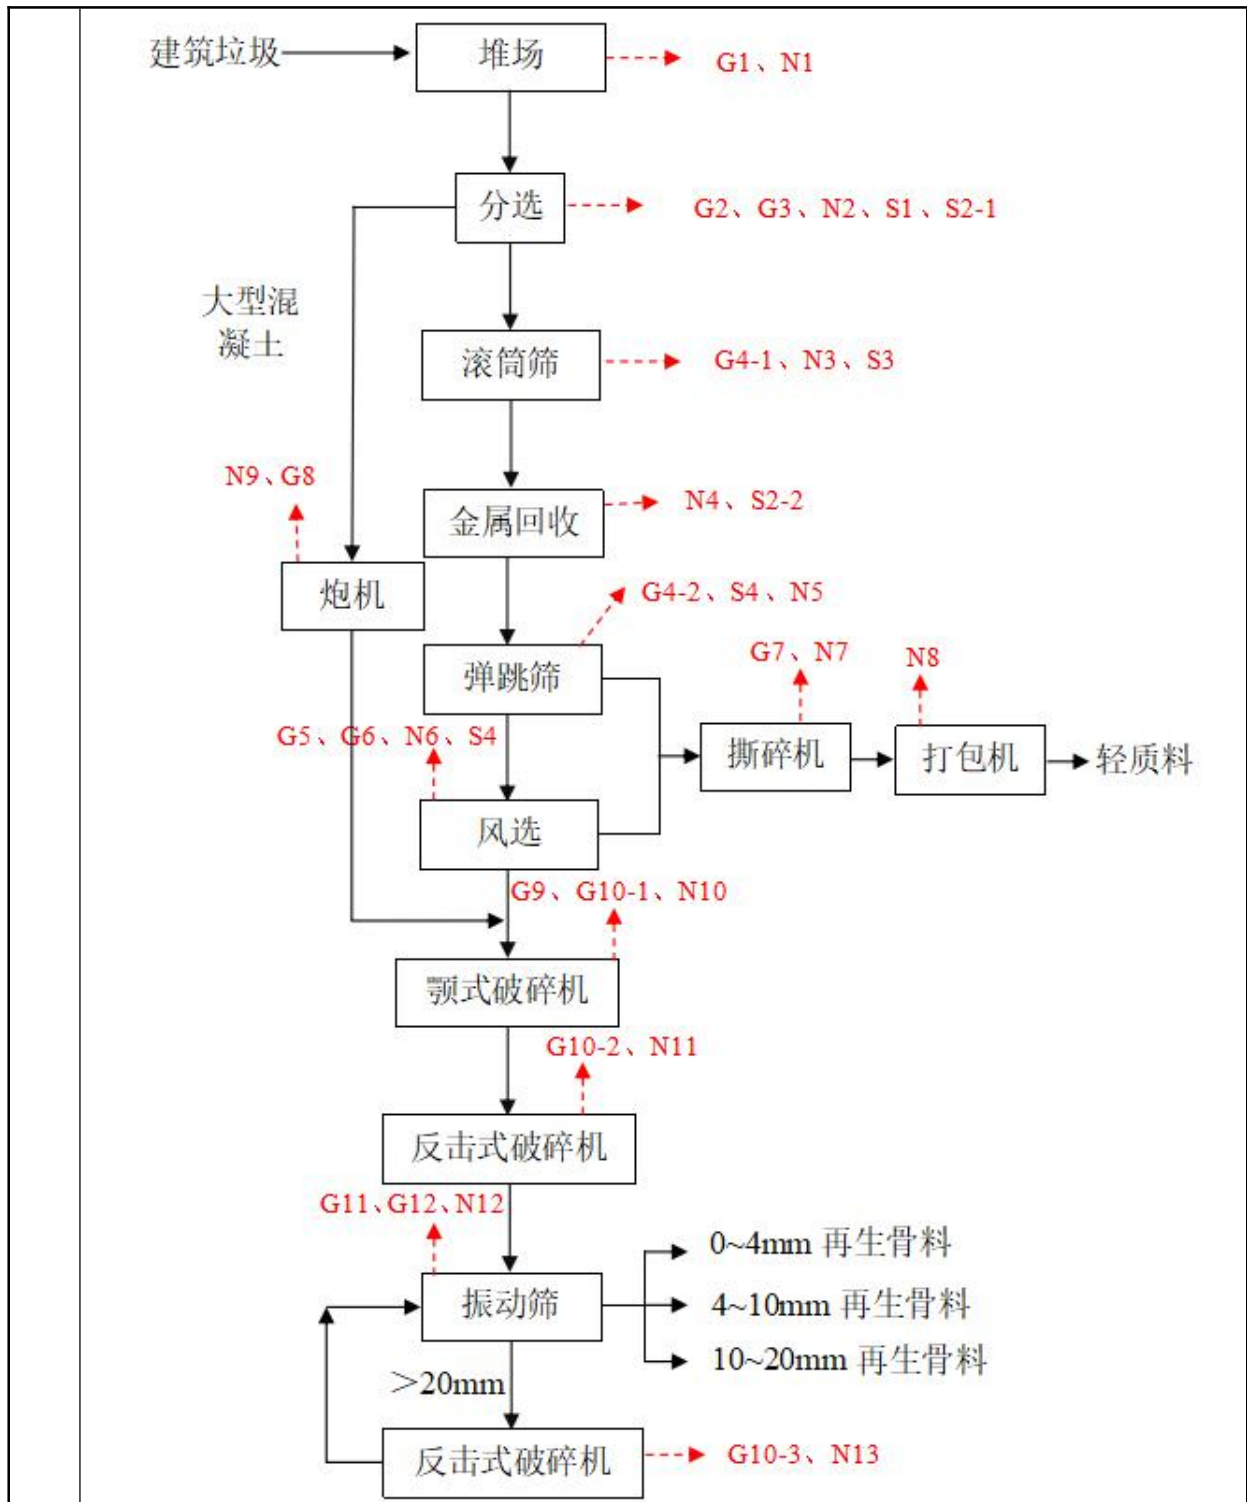 建筑垃圾
堆场
G1、N1
分选
G2、G3、N2、S1、S2-1
大型混
凝土
滚筒筛
G4-1、N3、S3
N9、G8
金属回收
N4、S2-2
炮机
G4-2、S4、N5
弹跳筛
G7、N7
N8
G5、G6、N6、S4
撕碎机
打包机
轻质料
风选
G9、G10-1、N10
颚式破碎机
G10-2、N11
反击式破碎机
G11、G12、N12
0~4mm 再生骨料
振动筛
4~10mm 再生骨料
10~20mm 再生骨料
＞20mm
反击式破碎机
G10-3、N13